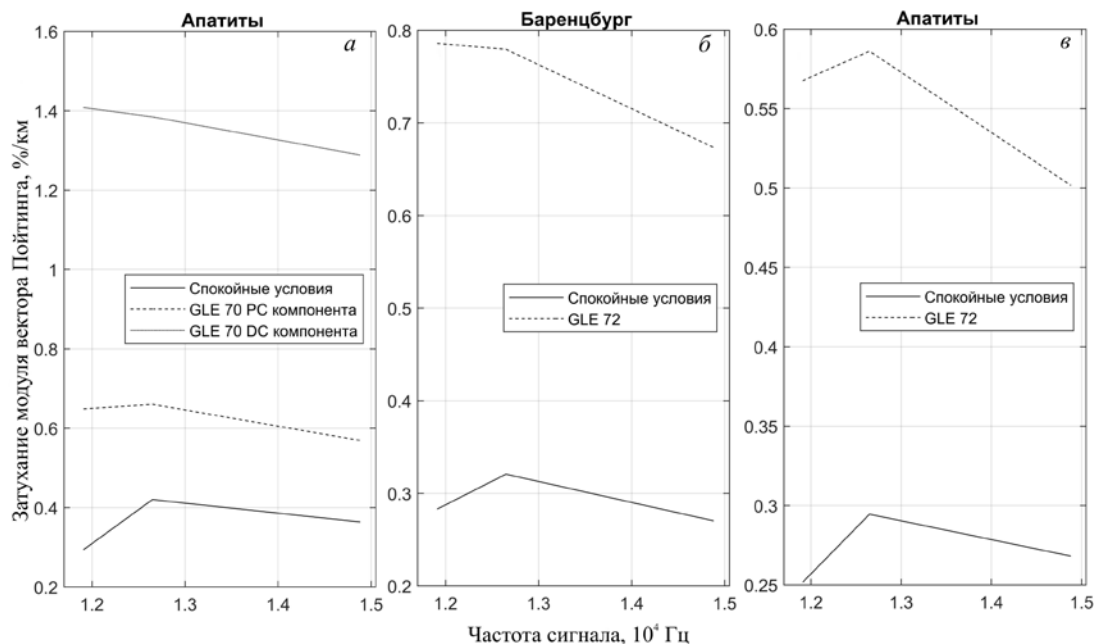 Апатиты
Баренцбург
Апатиты
Затухание модуля вектора Пойтинга, %/км
а
1.6
1.4
1.2
1
0.8
0.6
0.4
0.2
Спокойные условия
GLE 70 PC компонента
GLE 70 DC компонента
1.2
1.3
1.4
1.5
б
0.8
0.7
0.6
0.5
0.4
0.3
0.2
Спокойные условия
GLE 72
1.2
1.3
1.4
1.5
в
0.6
0.55
0.5
0.45
0.4
0.35
0.3
0.25
Спокойные условия
GLE 72
1.2
1.3
1.4
1.5
Частота сигнала, 10⁴ Гц